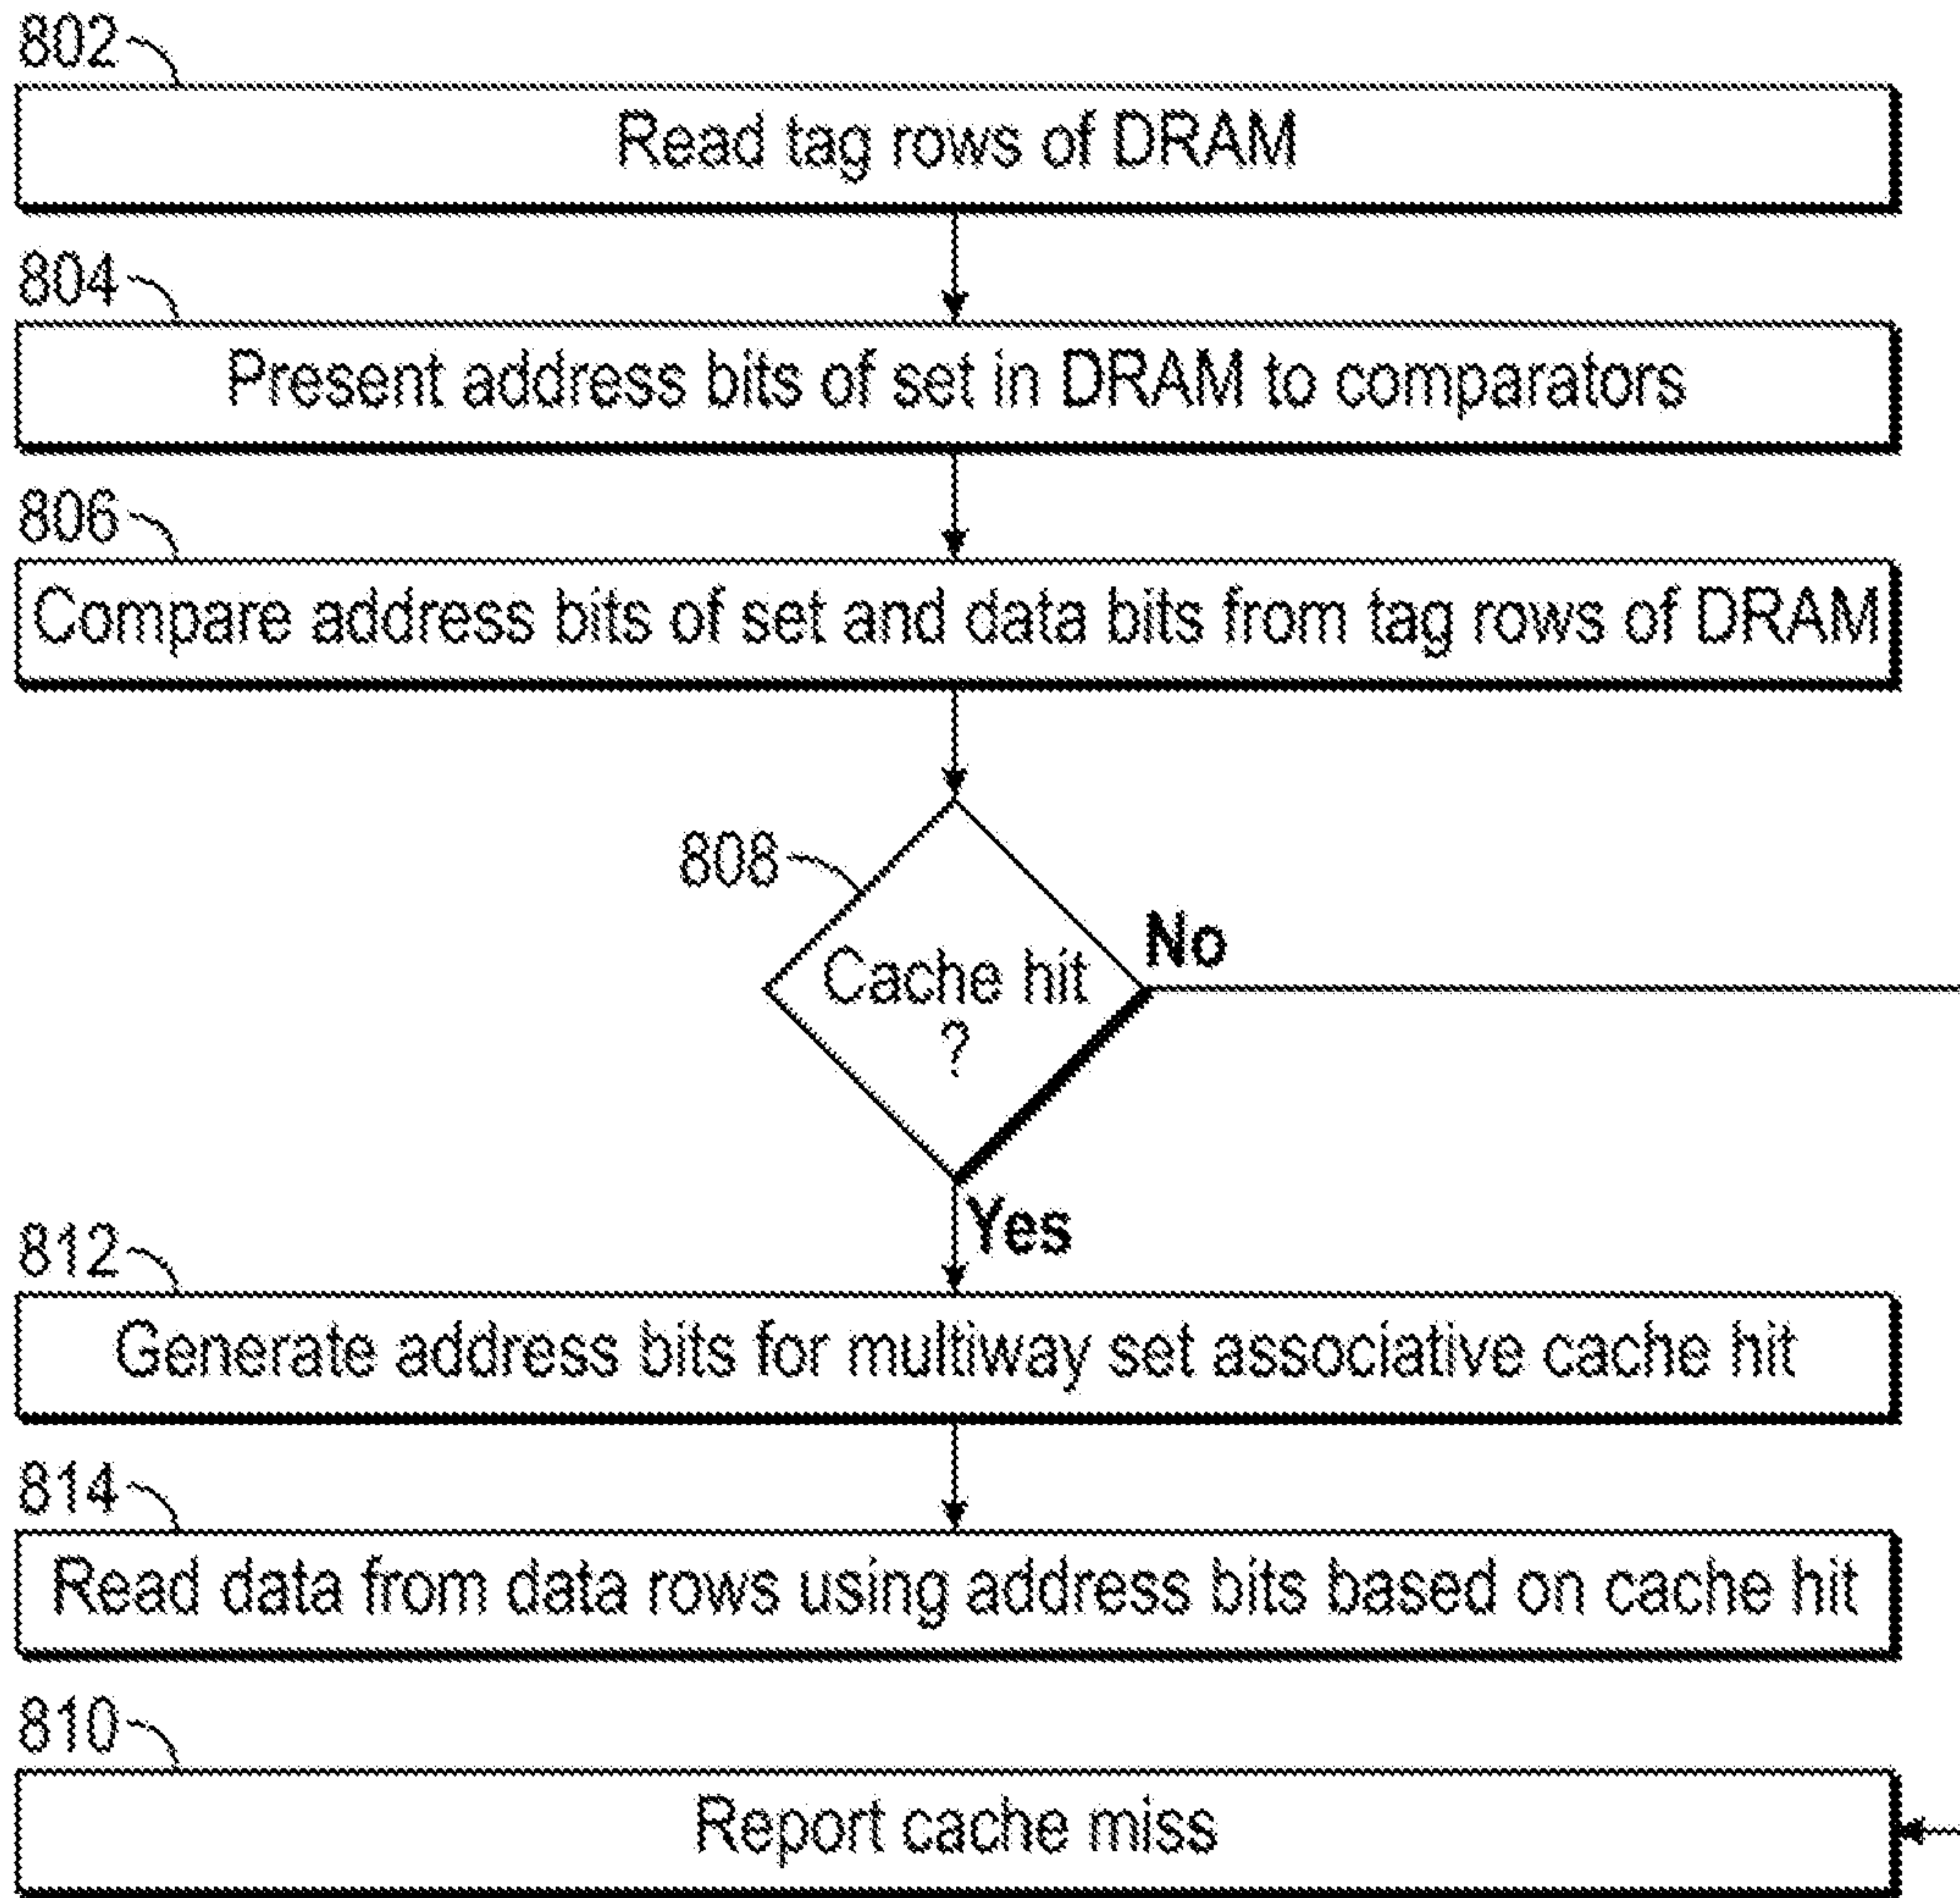 802
Read tag rows of DRAM
804
Present address bits of set in DRAM to comparators
806
Compare address bits of set and data bits from tag rows of DRAM
808
No
Cache hit
?
Yes
812
Generate address bits for multiway set associative cache hit
814
Read data from data rows using address bits based on cache hit
810
Report cache miss